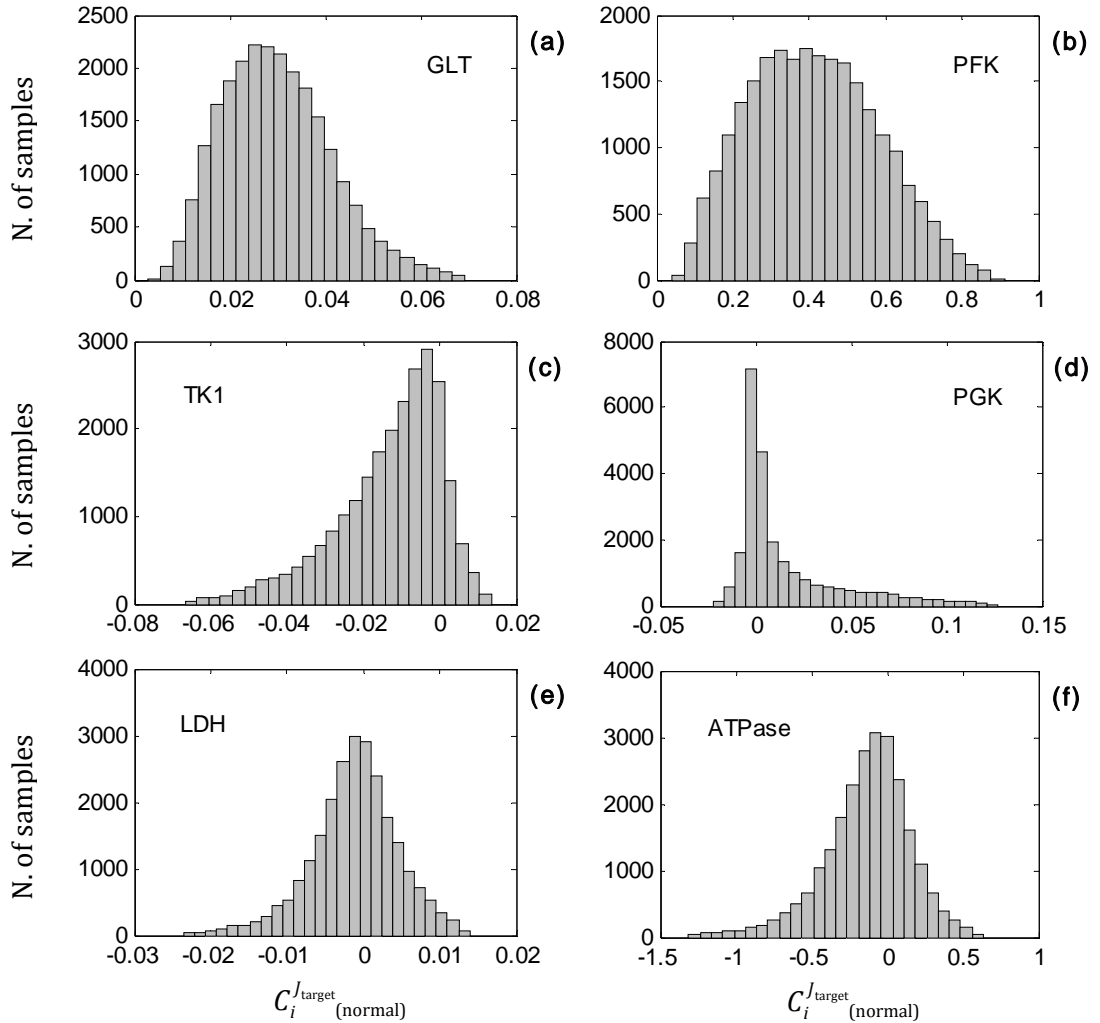 (a)
GLT
N. of samples
2500
2000
1500
1000
500
0
0 0.02 0.04 0.06 0.08
(b)
PFK
2000
1500
1000
500
0
0 0.2 0.4 0.6 0.8 1
(c)
TK1
N. of samples
3000
2000
1000
0
-0.08 -0.06 -0.04 -0.02 0 0.02
(d)
PGK
8000
6000
4000
2000
0
-0.05 0 0.05 0.1 0.15
(e)
LDH
N. of samples
4000
3000
2000
1000
0
-0.03 -0.02 -0.01 0 0.01 0.02
C_i^{J_target}(normal)
(f)
ATPase
4000
3000
2000
1000
0
-1.5 -1 -0.5 0 0.5 1
C_i^{J_target}(normal)